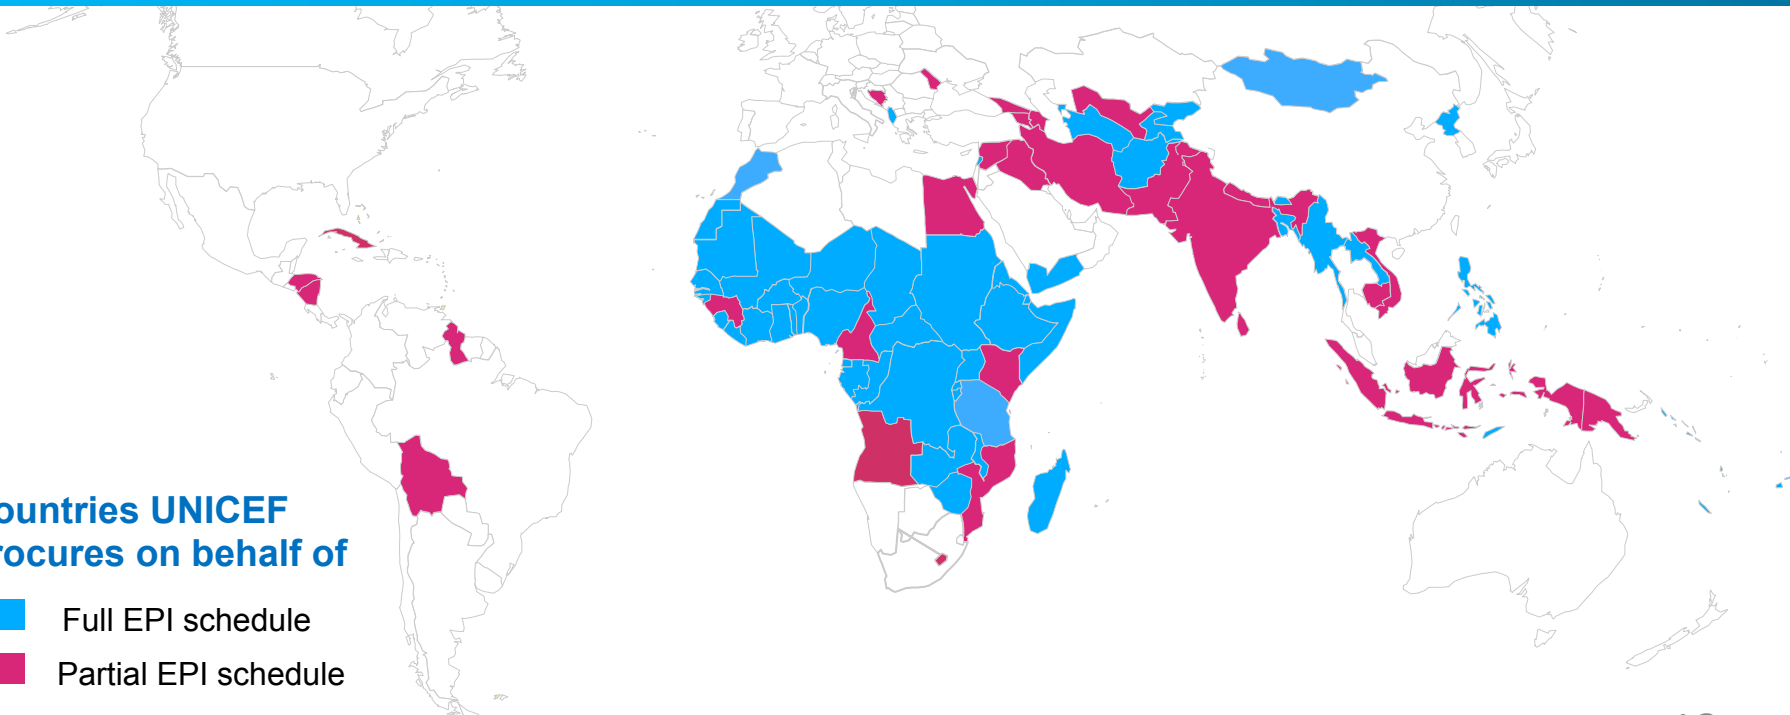 ountries UNICEF
rocures on behalf of
Full EPI schedule
Partial EPI schedule